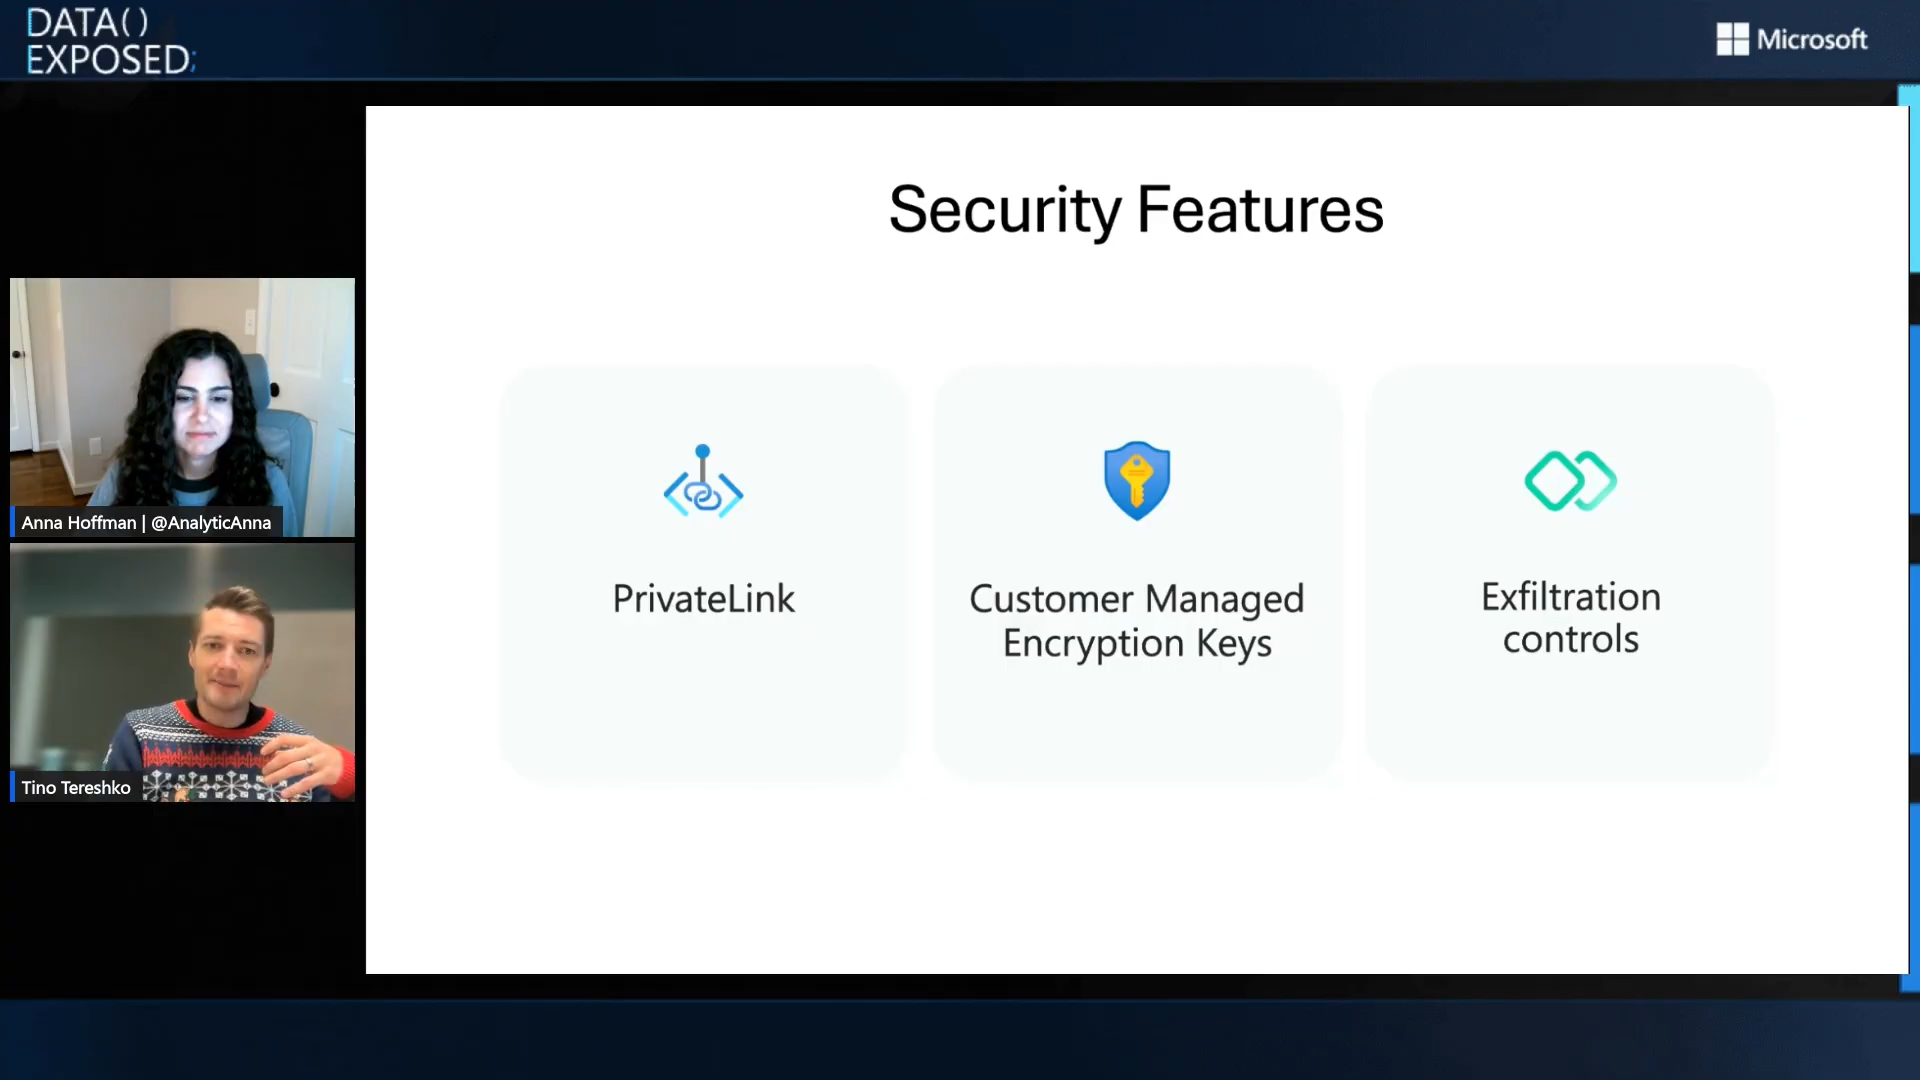 DATA()
EXPOSED;
Microsoft
Security Features
PrivateLink
Customer Managed
Encryption Keys
Exfiltration
controls
Anna Hoffman | @AnalyticAnna
Tino Tereshko